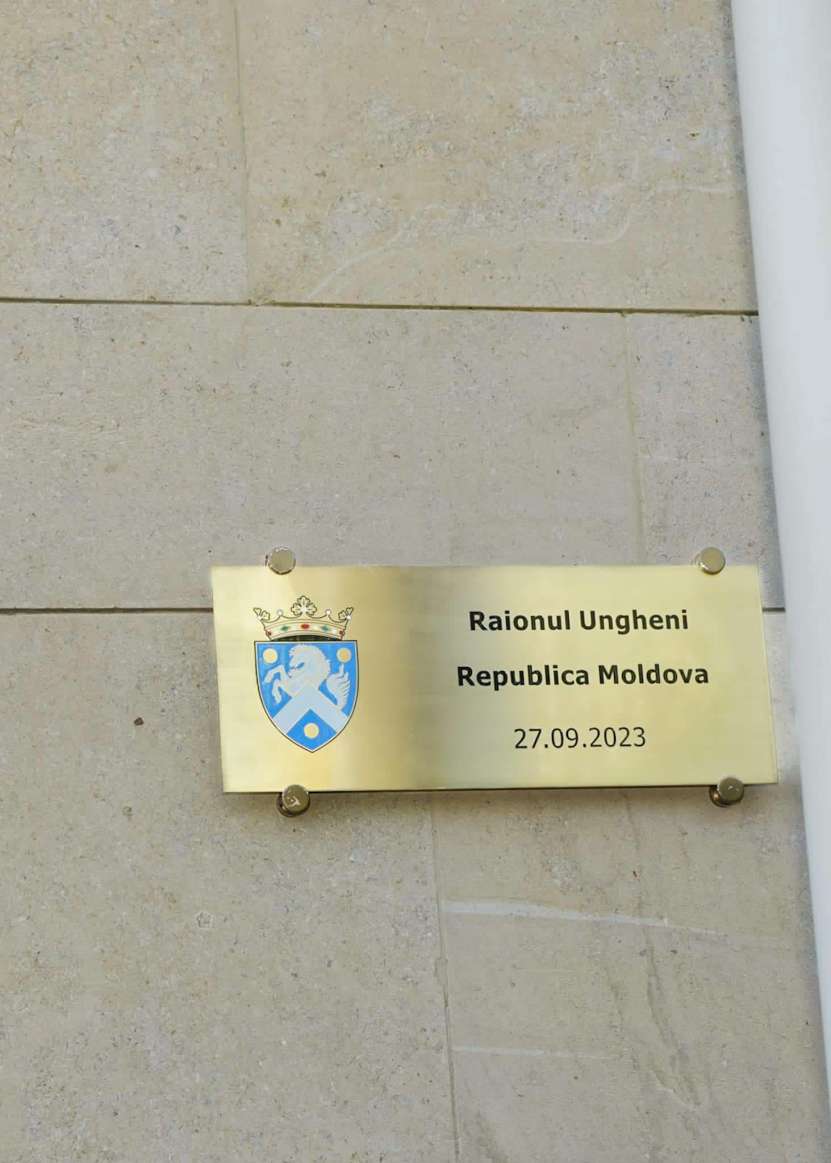 Raionul Ungheni
Republica Moldova
27.09.2023